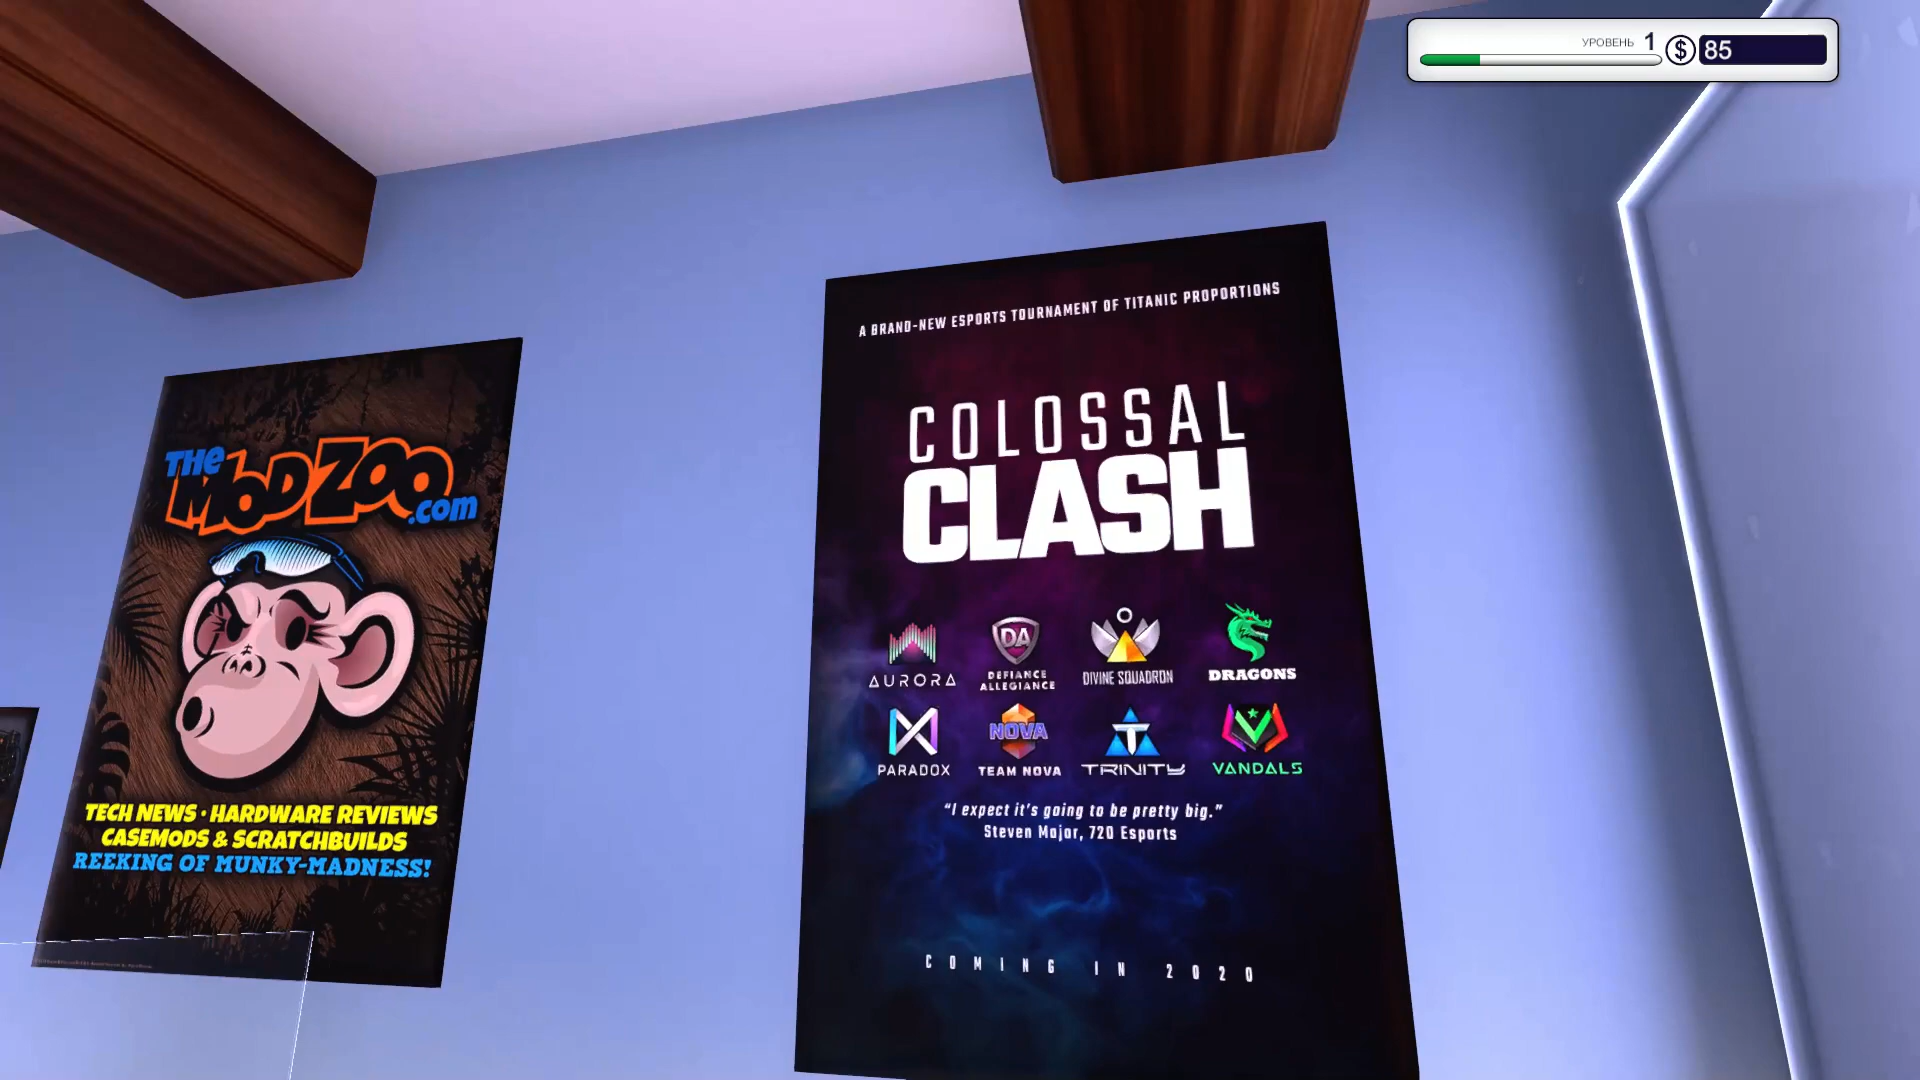 УРОВЕНЬ 1
$ 85
THE
MOD ZOO
.com
TECH NEWS · HARDWARE REVIEWS
CASEMODS & SCRATCHBUILDS
REEKING OF MUNKY-MADNESS!
A BRAND-NEW ESPORTS TOURNAMENT OF TITANIC PROPORTIONS
COLOSSAL
CLASH
DA
AURORA
DEFIANCE
ALLEGIANCE
DIVINE SQUADRON
DRAGONS
NOVA
PARADOX
TEAM NOVA
TRINITY
VANDALS
“I expect it’s going to be pretty big.”
Steven Major, 720 Esports
COMING IN 2020